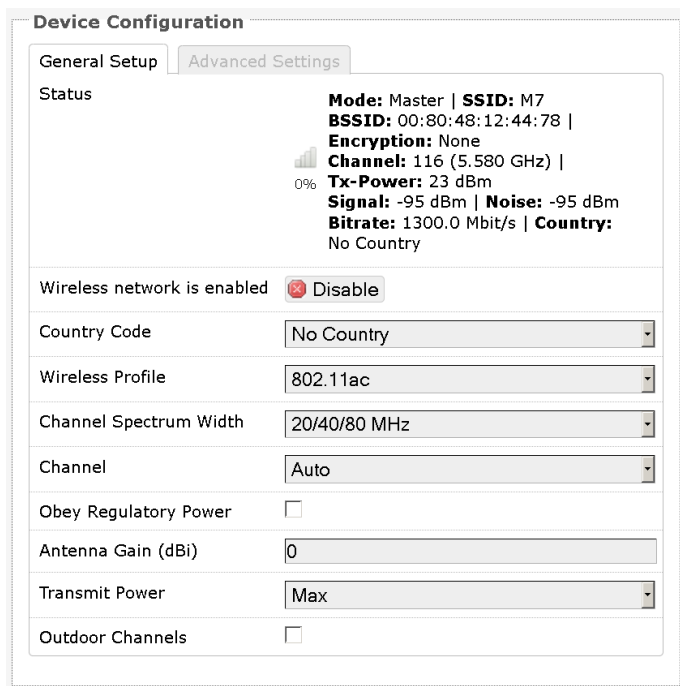 Device Configuration
General Setup
Advanced Settings
Status
0%
Mode: Master | SSID: M7
BSSID: 00:80:48:12:44:78 |
Encryption: None
Channel: 116 (5.580 GHz) |
Tx-Power: 23 dBm
Signal: -95 dBm | Noise: -95 dBm
Bitrate: 1300.0 Mbit/s | Country:
No Country
Wireless network is enabled Disable
Country Code No Country
Wireless Profile 802.11ac
Channel Spectrum Width 20/40/80 MHz
Channel Auto
Obey Regulatory Power
Antenna Gain (dBi) 0
Transmit Power Max
Outdoor Channels